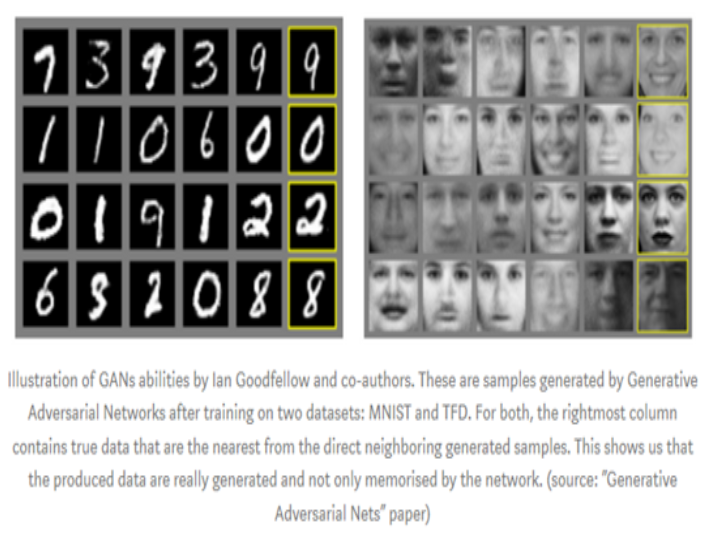 7 3 9 3 9 9
1 1 0 6 0 0
0 1 9 1 2 2
6 3 2 0 8 8
Illustration of GANs abilities by Ian Goodfellow and co-authors. These are samples generated by Generative
Adversarial Networks after training on two datasets: MNIST and TFD. For both, the rightmost column
contains true data that are the nearest from the direct neighboring generated samples. This shows us that
the produced data are really generated and not only memorised by the network. (source: "Generative
Adversarial Nets" paper)